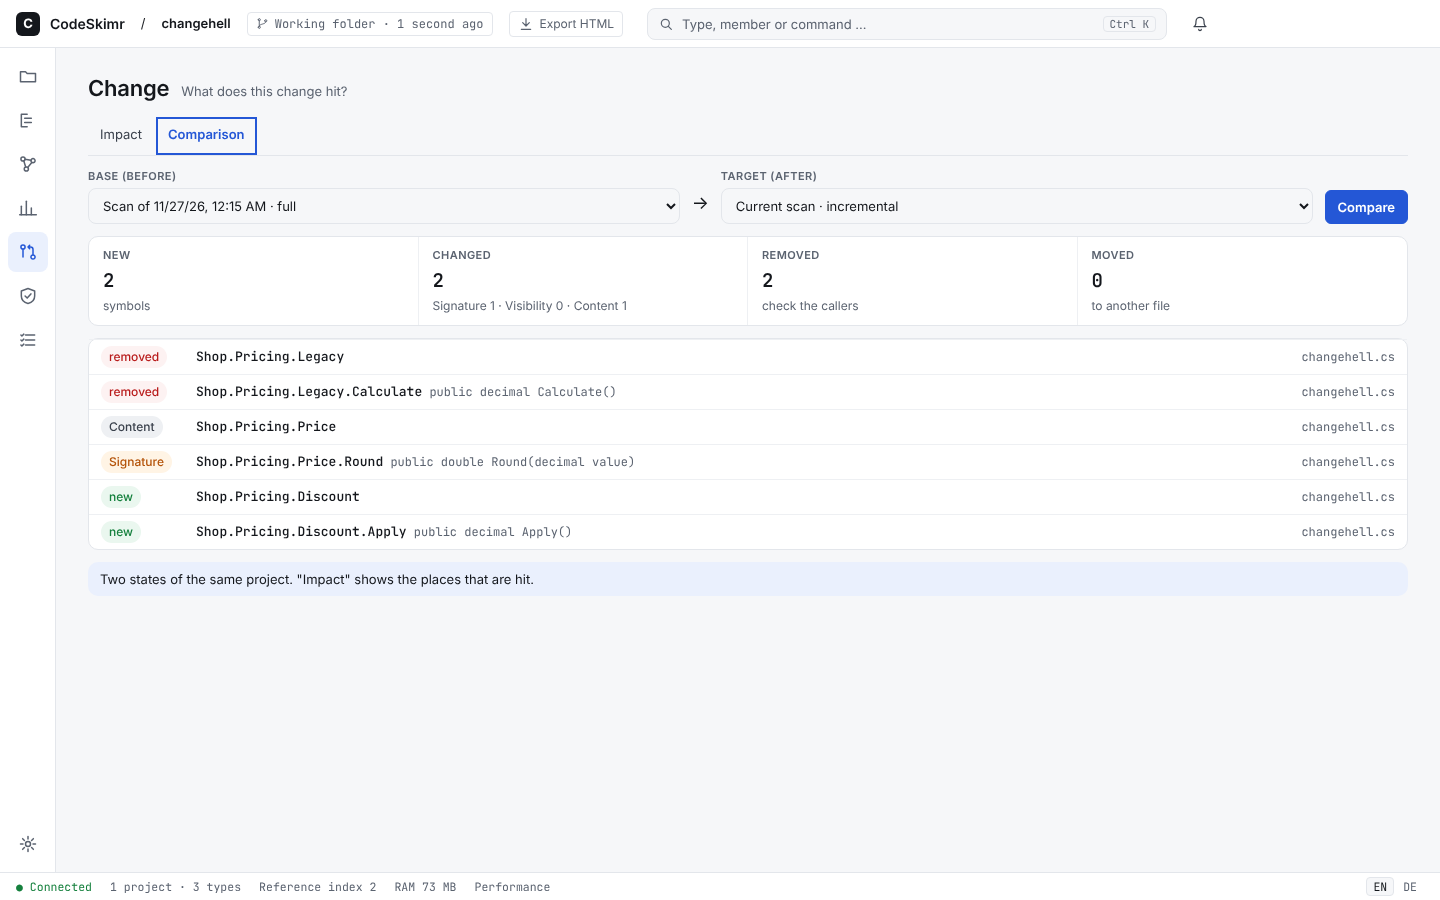 C CodeSkimr / changehell Working folder · 1 second ago Export HTML Type, member or command ... Ctrl K
Change What does this change hit?
Impact Comparison
BASE (BEFORE) TARGET (AFTER)
Scan of 11/27/26, 12:15 AM · full → Current scan · incremental Compare
NEW CHANGED REMOVED MOVED
2 2 2 0
symbols Signature 1 · Visibility 0 · Content 1 check the callers to another file
removed Shop.Pricing.Legacy changehell.cs
removed Shop.Pricing.Legacy.Calculate public decimal Calculate() changehell.cs
Content Shop.Pricing.Price changehell.cs
Signature Shop.Pricing.Price.Round public double Round(decimal value) changehell.cs
new Shop.Pricing.Discount changehell.cs
new Shop.Pricing.Discount.Apply public decimal Apply() changehell.cs
Two states of the same project. "Impact" shows the places that are hit.
Connected 1 project · 3 types Reference index 2 RAM 73 MB Performance EN DE